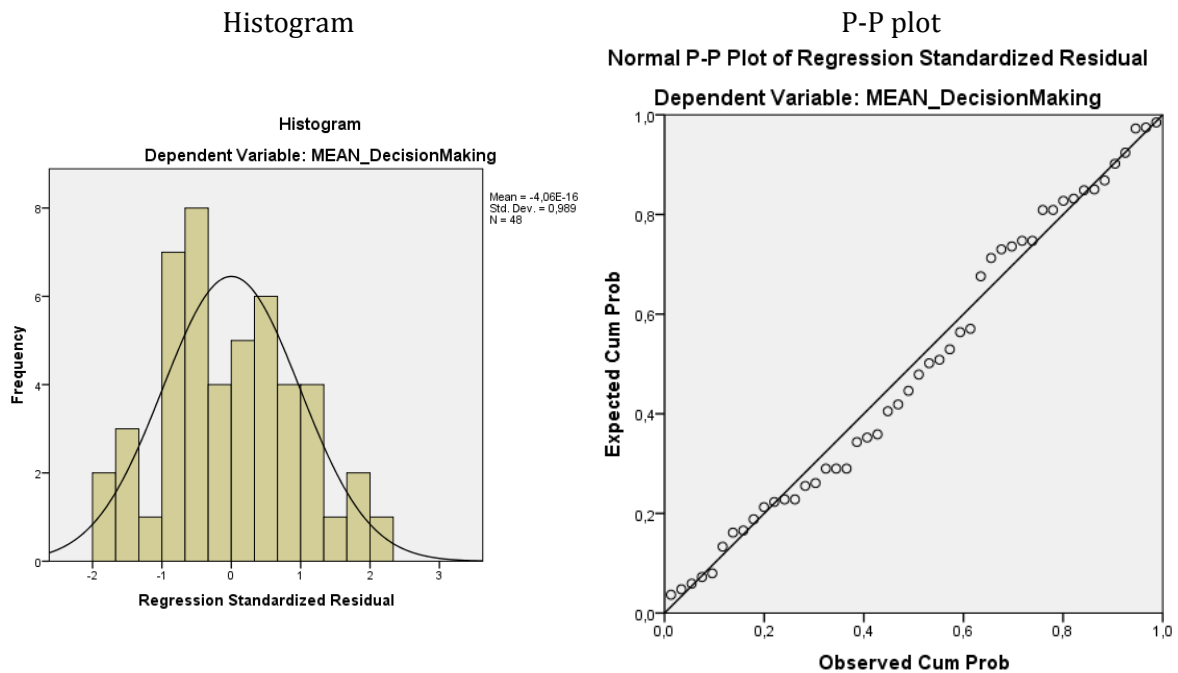 Histogram
P-P plot
Histogram
Dependent Variable: MEAN_DecisionMaking
Mean = -4,06E-16
Std. Dev. = 0,989
N = 48
8
6
4
2
0
Frequency
-2 -1 0 1 2 3
Regression Standardized Residual
Normal P-P Plot of Regression Standardized Residual
Dependent Variable: MEAN_DecisionMaking
1,0
0,8
0,6
0,4
0,2
0,0
Expected Cum Prob
0,0 0,2 0,4 0,6 0,8 1,0
Observed Cum Prob